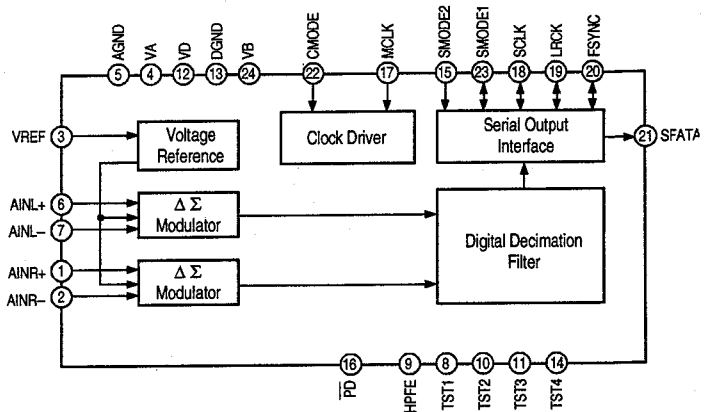 AGND VA VD DGND VB CMODE MCLK SMODE2 SMODE1 SCLK LRCK FSYNC
5 4 12 13 24 22 17 15 23 18 19 20
VREF 3
Voltage
Reference
Clock Driver
Serial Output
Interface
21 SFATA
AINL+ 6
AINL– 7
Δ Σ
Modulator
AINR+ 1
AINR– 2
Δ Σ
Modulator
Digital Decimation
Filter
16 9 8 10 11 14
PD HPFE TST1 TST2 TST3 TST4